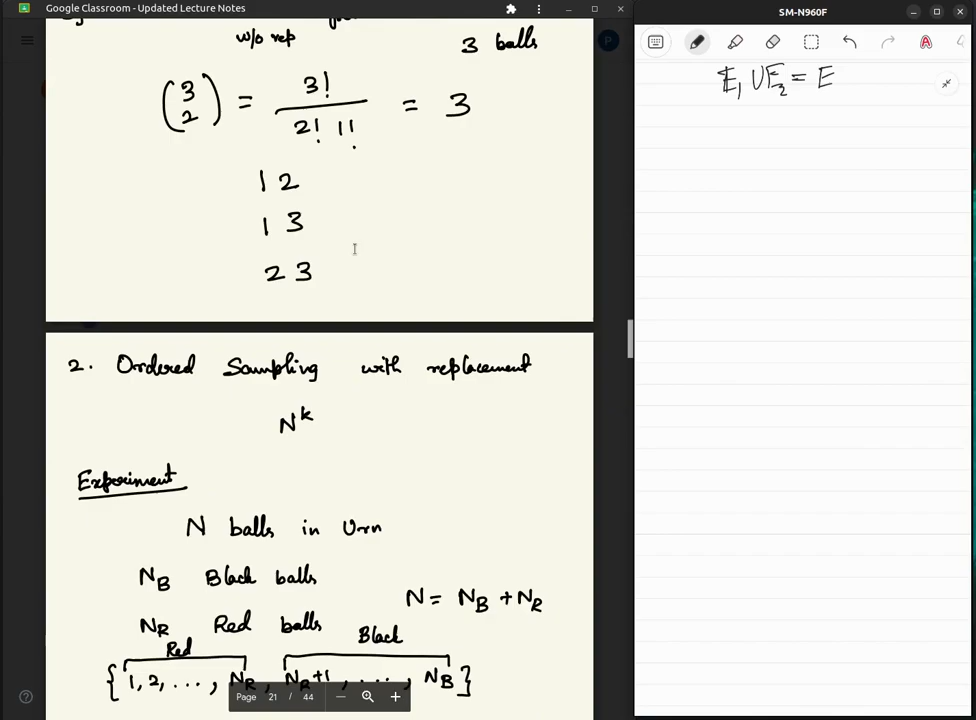 Google Classroom - Updated Lecture Notes
w/o rep
3 balls
(3 2) = 3! / 2! 1! = 3
1 2
1 3
2 3
2. Ordered Sampling with replacement
N^k
Experiment
N balls in Urn
N_B Black balls
N = N_B + N_R
N_R Red balls
Red
Black
{1, 2, ..., N_R, N_R+1, ..., N_B}
Page 21 / 44
SM-N960F
E_1 ∪ E_2 = E